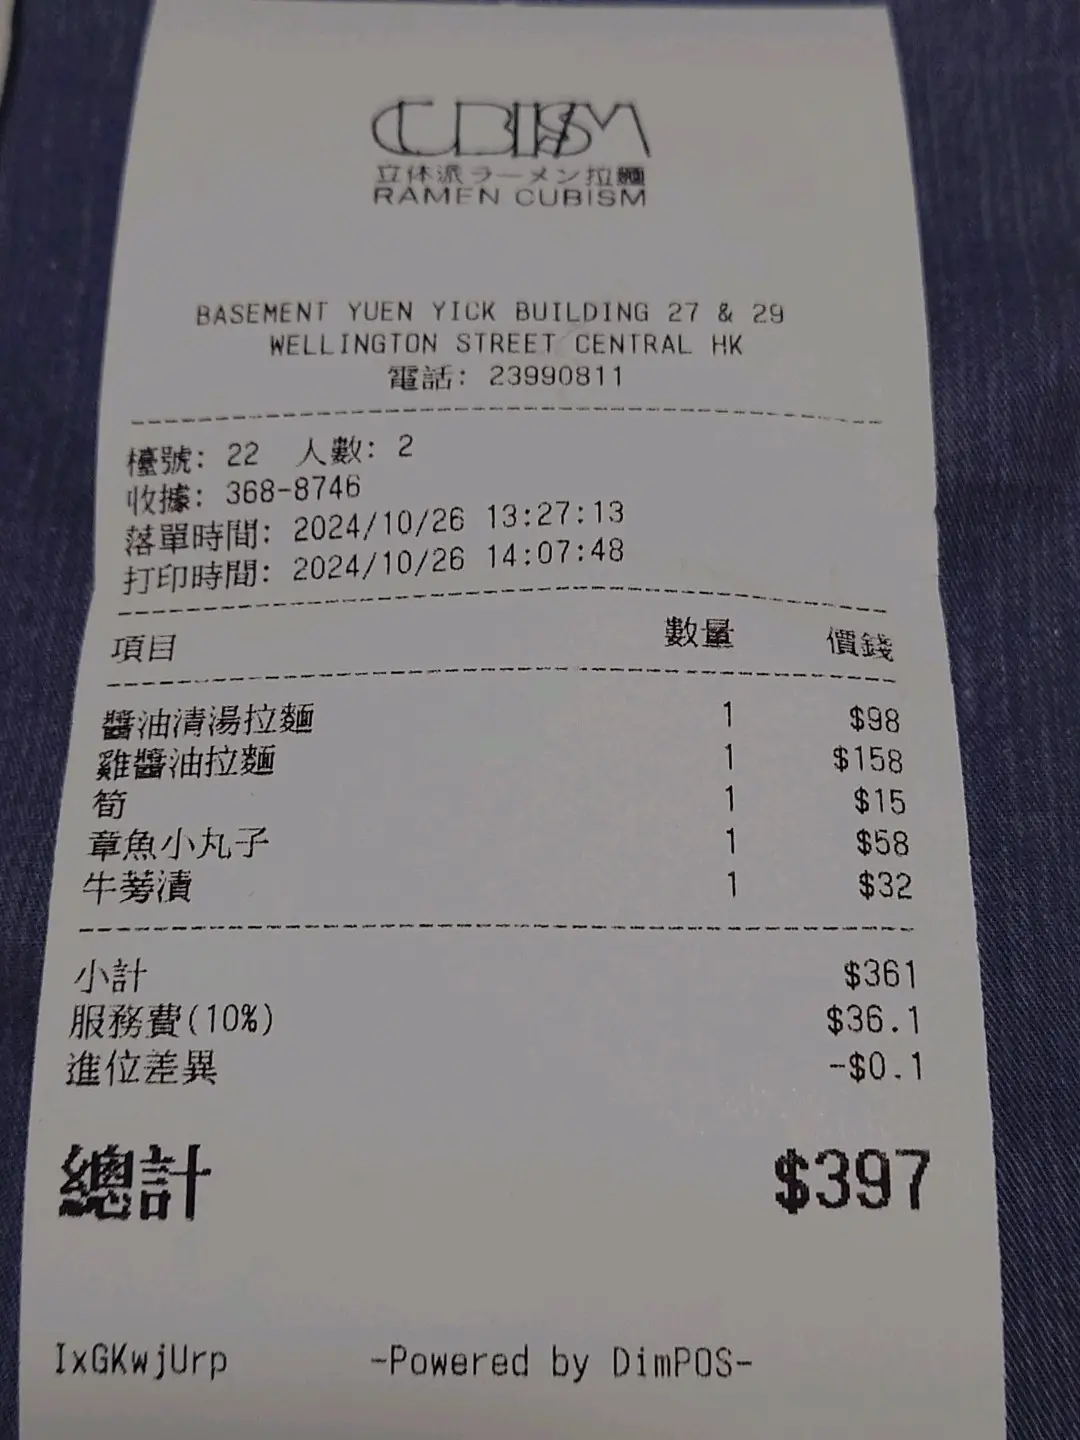 CUBISM
立体派ラーメン拉麵
RAMEN CUBISM
BASEMENT YUEN YICK BUILDING 27 & 29
WELLINGTON STREET CENTRAL HK
電話: 23990811
檯號: 22 人數: 2
收據: 368-8746
落單時間: 2024/10/26 13:27:13
打印時間: 2024/10/26 14:07:48
項目 數量 價錢
醬油清湯拉麵 1 $98
雞醬油拉麵 1 $158
筍 1 $15
章魚小丸子 1 $58
牛蒡漬 1 $32
小計 $361
服務費(10%) $36.1
進位差異 -$0.1
總計 $397
IxGKwjUrp -Powered by DimPOS-